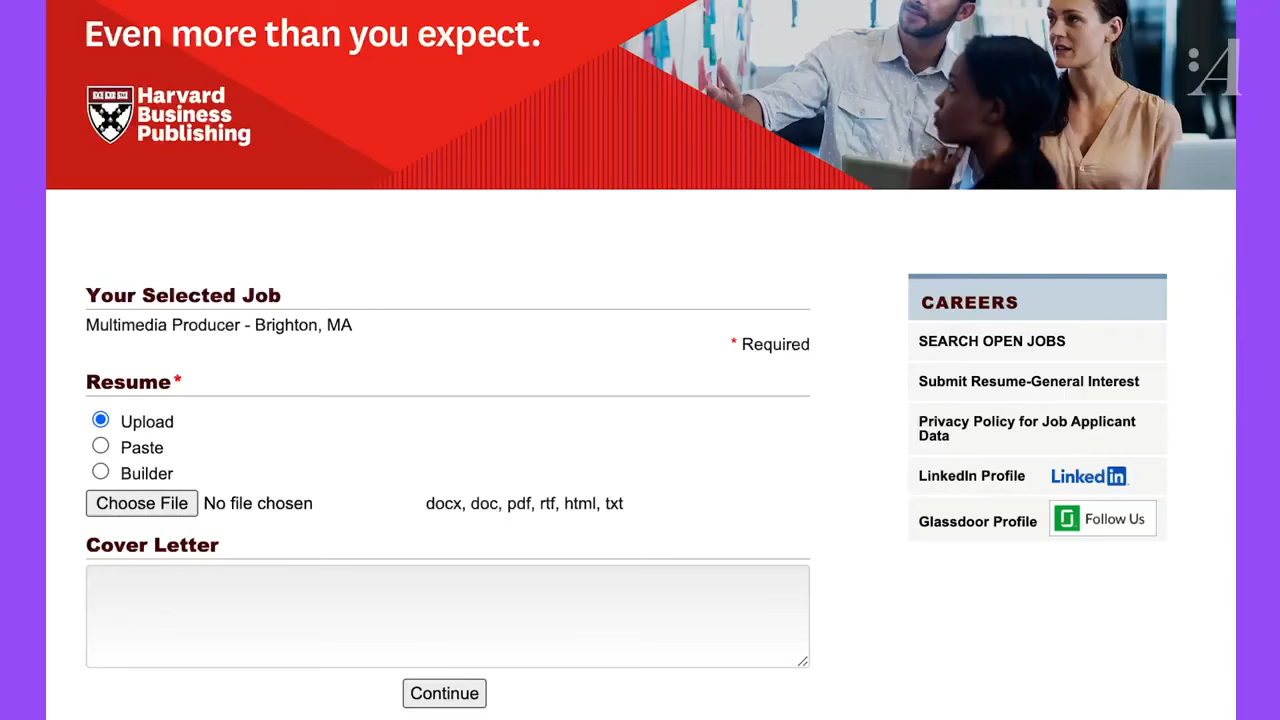 Even more than you expect.
Harvard
Business
Publishing
:A
Your Selected Job
Multimedia Producer - Brighton, MA
* Required
Resume*
Upload
Paste
Builder
Choose File No file chosen docx, doc, pdf, rtf, html, txt
Cover Letter
Continue
CAREERS
SEARCH OPEN JOBS
Submit Resume-General Interest
Privacy Policy for Job Applicant
Data
LinkedIn Profile LinkedIn
Glassdoor Profile Follow Us